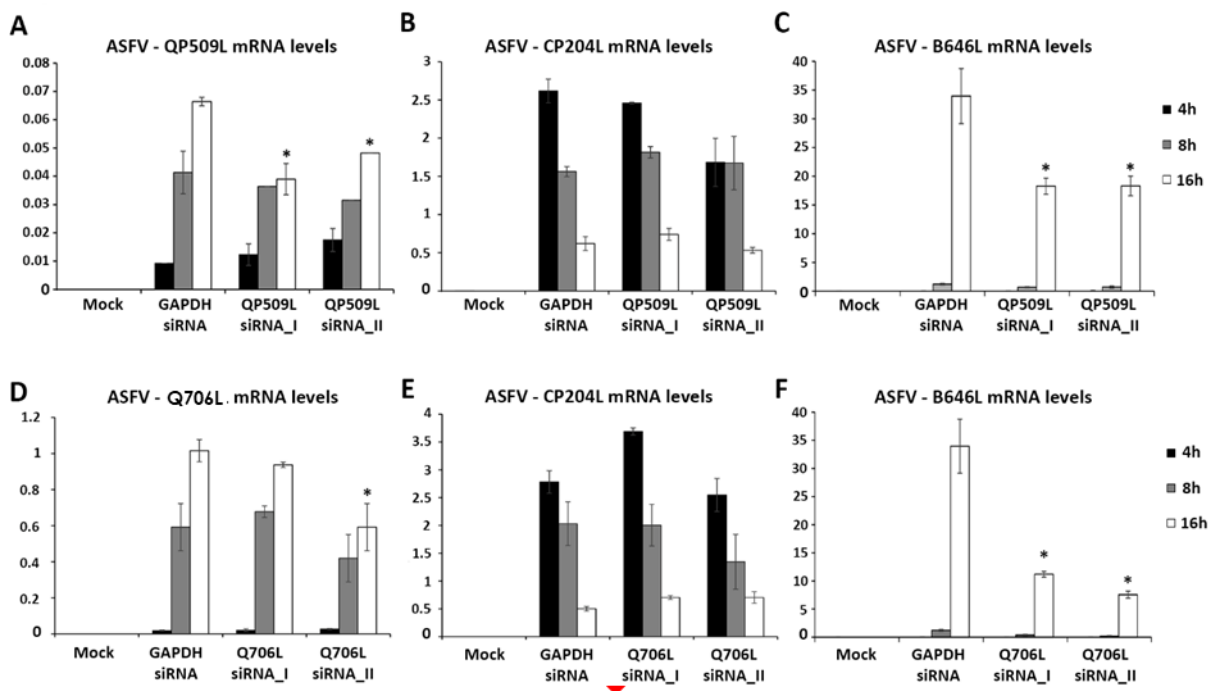 A
ASFV - QP509L mRNA levels
0.08
0.07
0.06
0.05
0.04
0.03
0.02
0.01
0
*
*
Mock GAPDH QP509L QP509L
siRNA siRNA_I siRNA_II
B
ASFV - CP204L mRNA levels
3
2.5
2
1.5
1
0.5
0
Mock GAPDH QP509L QP509L
siRNA siRNA_I siRNA_II
C
ASFV - B646L mRNA levels
40
35
30
25
20
15
10
5
0
*
*
Mock GAPDH QP509L QP509L
siRNA siRNA_I siRNA_II
4h
8h
16h
D
ASFV - Q706L . mRNA levels
1.2
1
0.8
0.6
0.4
0.2
0
*
Mock GAPDH Q706L Q706L
siRNA siRNA_I siRNA_II
E
ASFV - CP204L mRNA levels
4
3.5
3
2.5
2
1.5
1
0.5
0
Mock GAPDH Q706L Q706L
siRNA siRNA_I siRNA_II
F
ASFV - B646L mRNA levels
40
35
30
25
20
15
10
5
0
*
*
Mock GAPDH Q706L Q706L
siRNA siRNA_I siRNA_II
4h
8h
16h